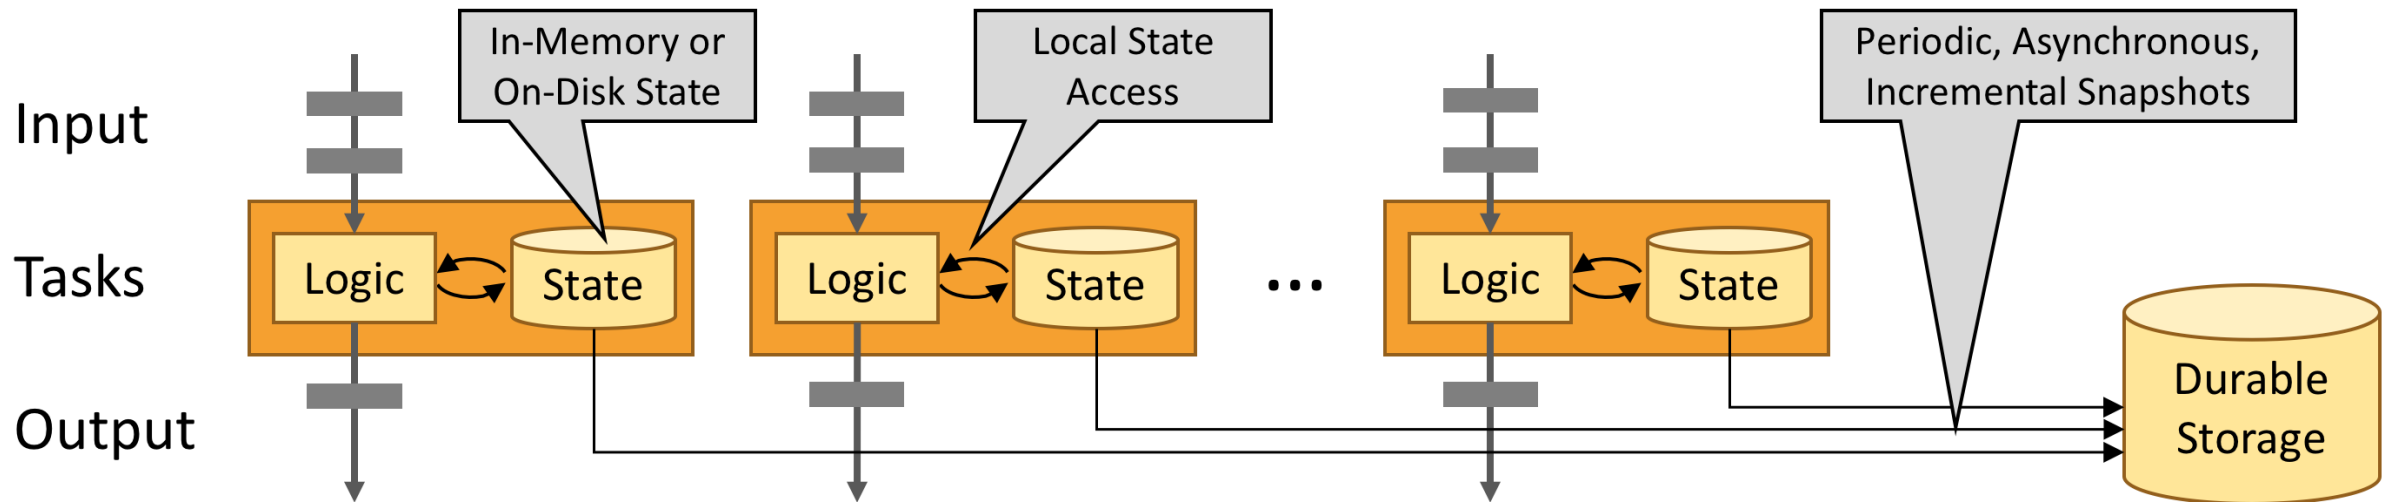 In-Memory or
On-Disk State
Local State
Access
Periodic, Asynchronous,
Incremental Snapshots
Input
Tasks
Logic
State
Logic
State
...
Logic
State
Durable
Storage
Output